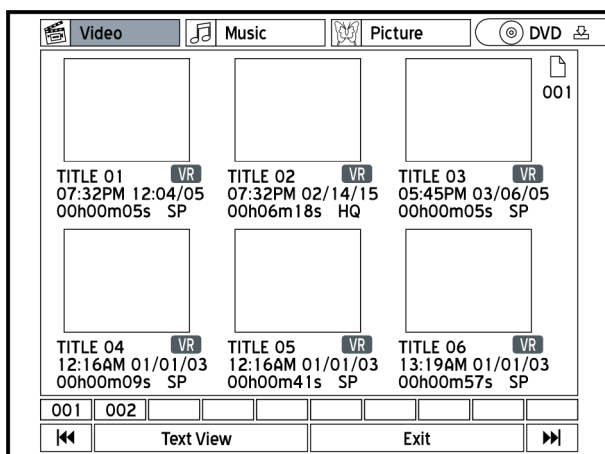 Video Music Picture DVD
001
TITLE 01 VR TITLE 02 VR TITLE 03 VR
07:32PM 12:04/05 07:32PM 02/14/15 05:45PM 03/06/05
00h00m05s SP 00h06m18s HQ 00h00m05s SP
TITLE 04 VR TITLE 05 VR TITLE 06 VR
12:16AM 01/01/03 12:16AM 01/01/03 13:19AM 01/01/03
00h00m09s SP 00h00m41s SP 00h00m57s SP
001 002
Text View Exit